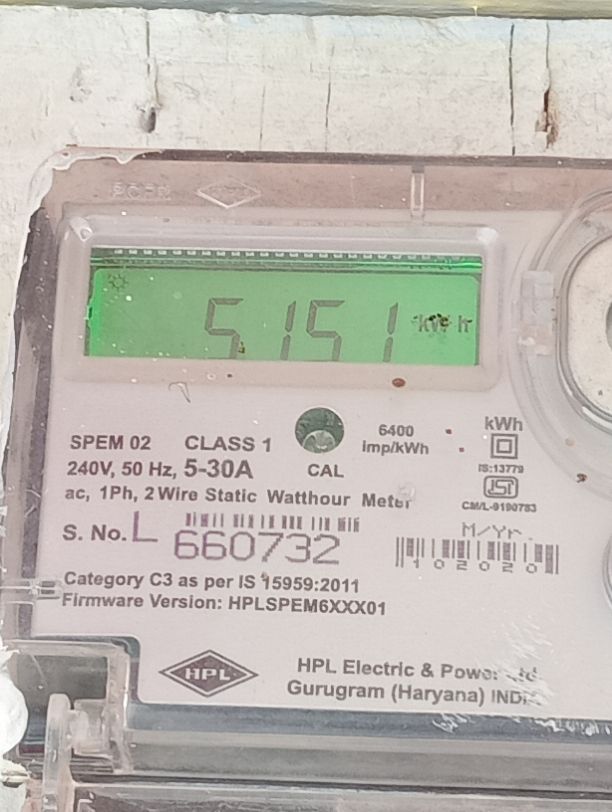 5151 kWh
6400
imp/kWh
kWh
SPEM 02 CLASS 1
240V, 50 Hz, 5-30A
CAL
IS:13779
ISI
CM/L-9190783
ac, 1Ph, 2 Wire Static Watthour Meter
S. No. L 660732
M/Yr.
102020
Category C3 as per IS 15959:2011
Firmware Version: HPLSPEM6XXX01
HPL
HPL Electric & Power Ltd.
Gurugram (Haryana) INDIA